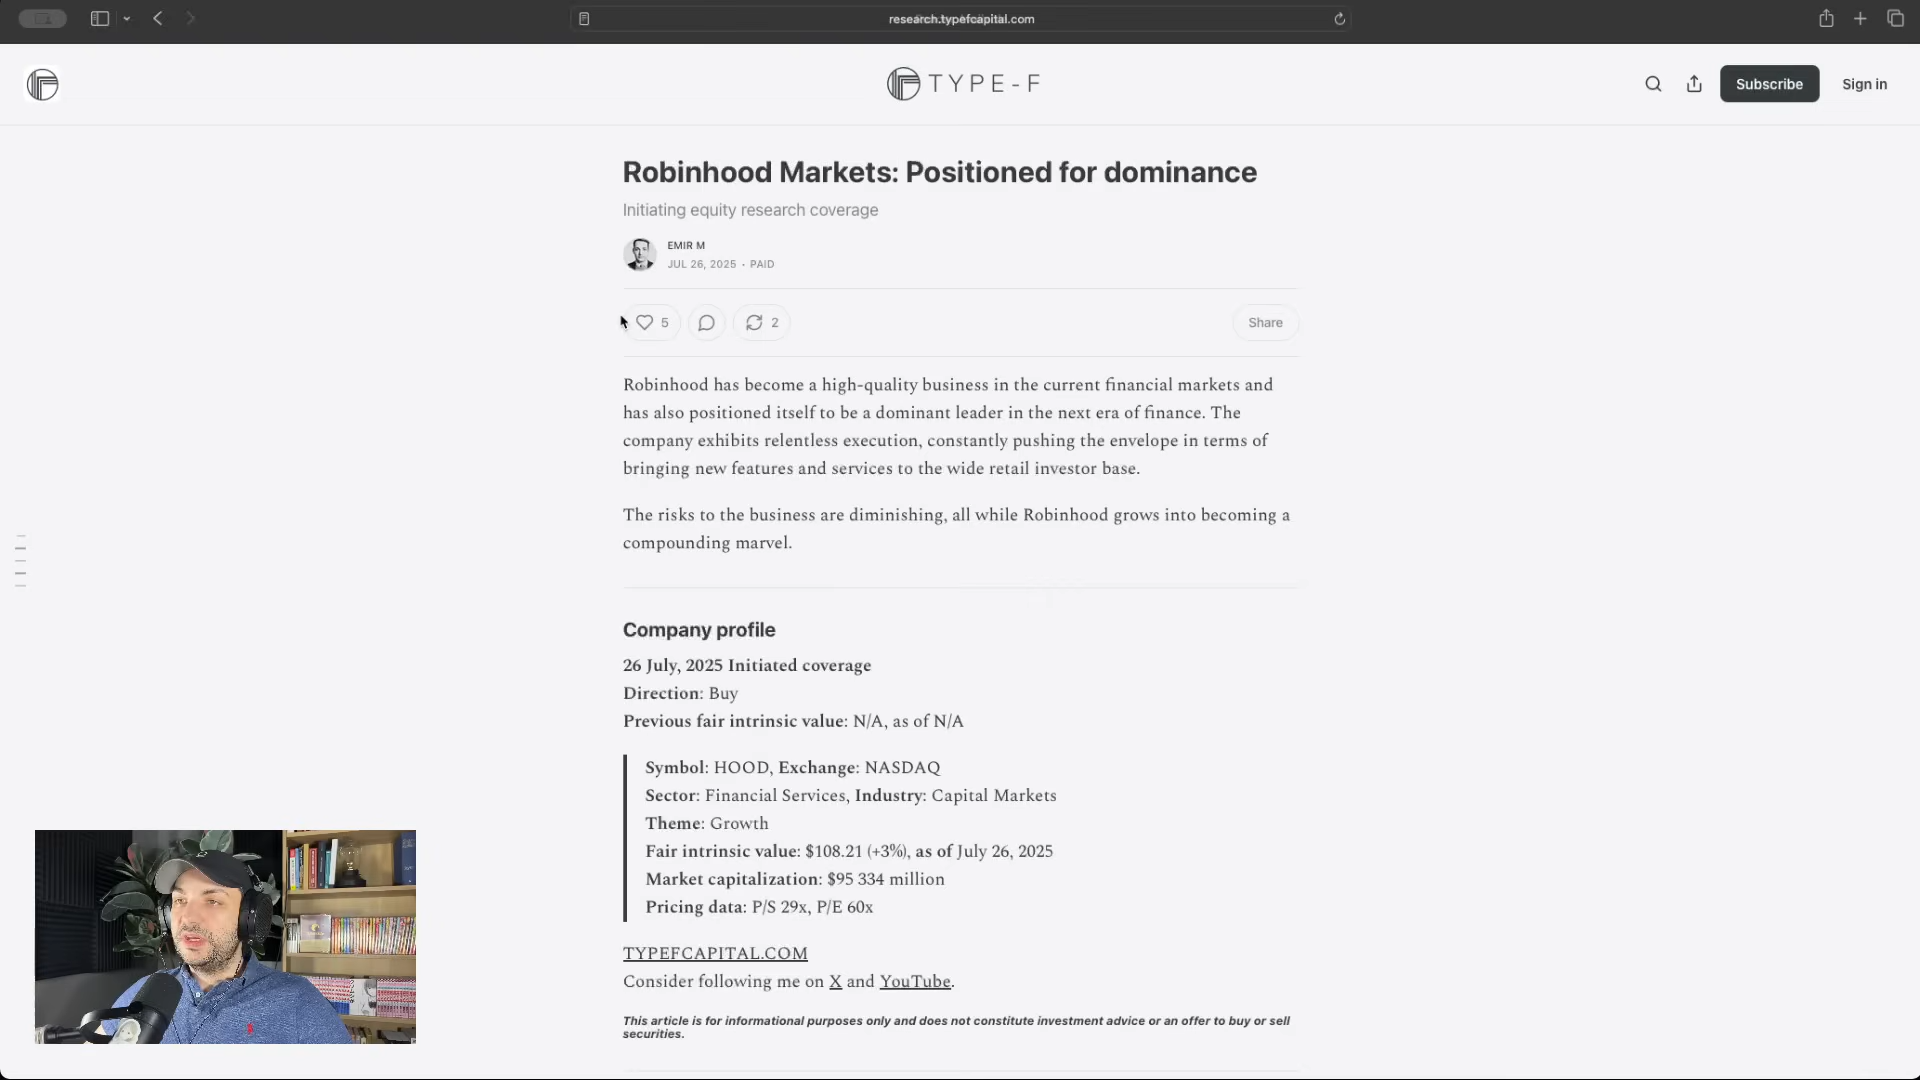 research.typefcapital.com
TYPE-F
Subscribe
Sign in
Robinhood Markets: Positioned for dominance
Initiating equity research coverage
EMIR M
JUL 26, 2025 • PAID
5
2
Share
Robinhood has become a high-quality business in the current financial markets and
has also positioned itself to be a dominant leader in the next era of finance. The
company exhibits relentless execution, constantly pushing the envelope in terms of
bringing new features and services to the wide retail investor base.
The risks to the business are diminishing, all while Robinhood grows into becoming a
compounding marvel.
Company profile
26 July, 2025 Initiated coverage
Direction: Buy
Previous fair intrinsic value: N/A, as of N/A
Symbol: HOOD, Exchange: NASDAQ
Sector: Financial Services, Industry: Capital Markets
Theme: Growth
Fair intrinsic value: $108.21 (+3%), as of July 26, 2025
Market capitalization: $95 334 million
Pricing data: P/S 29x, P/E 60x
TYPEFCAPITAL.COM
Consider following me on X and YouTube.
This article is for informational purposes only and does not constitute investment advice or an offer to buy or sell
securities.